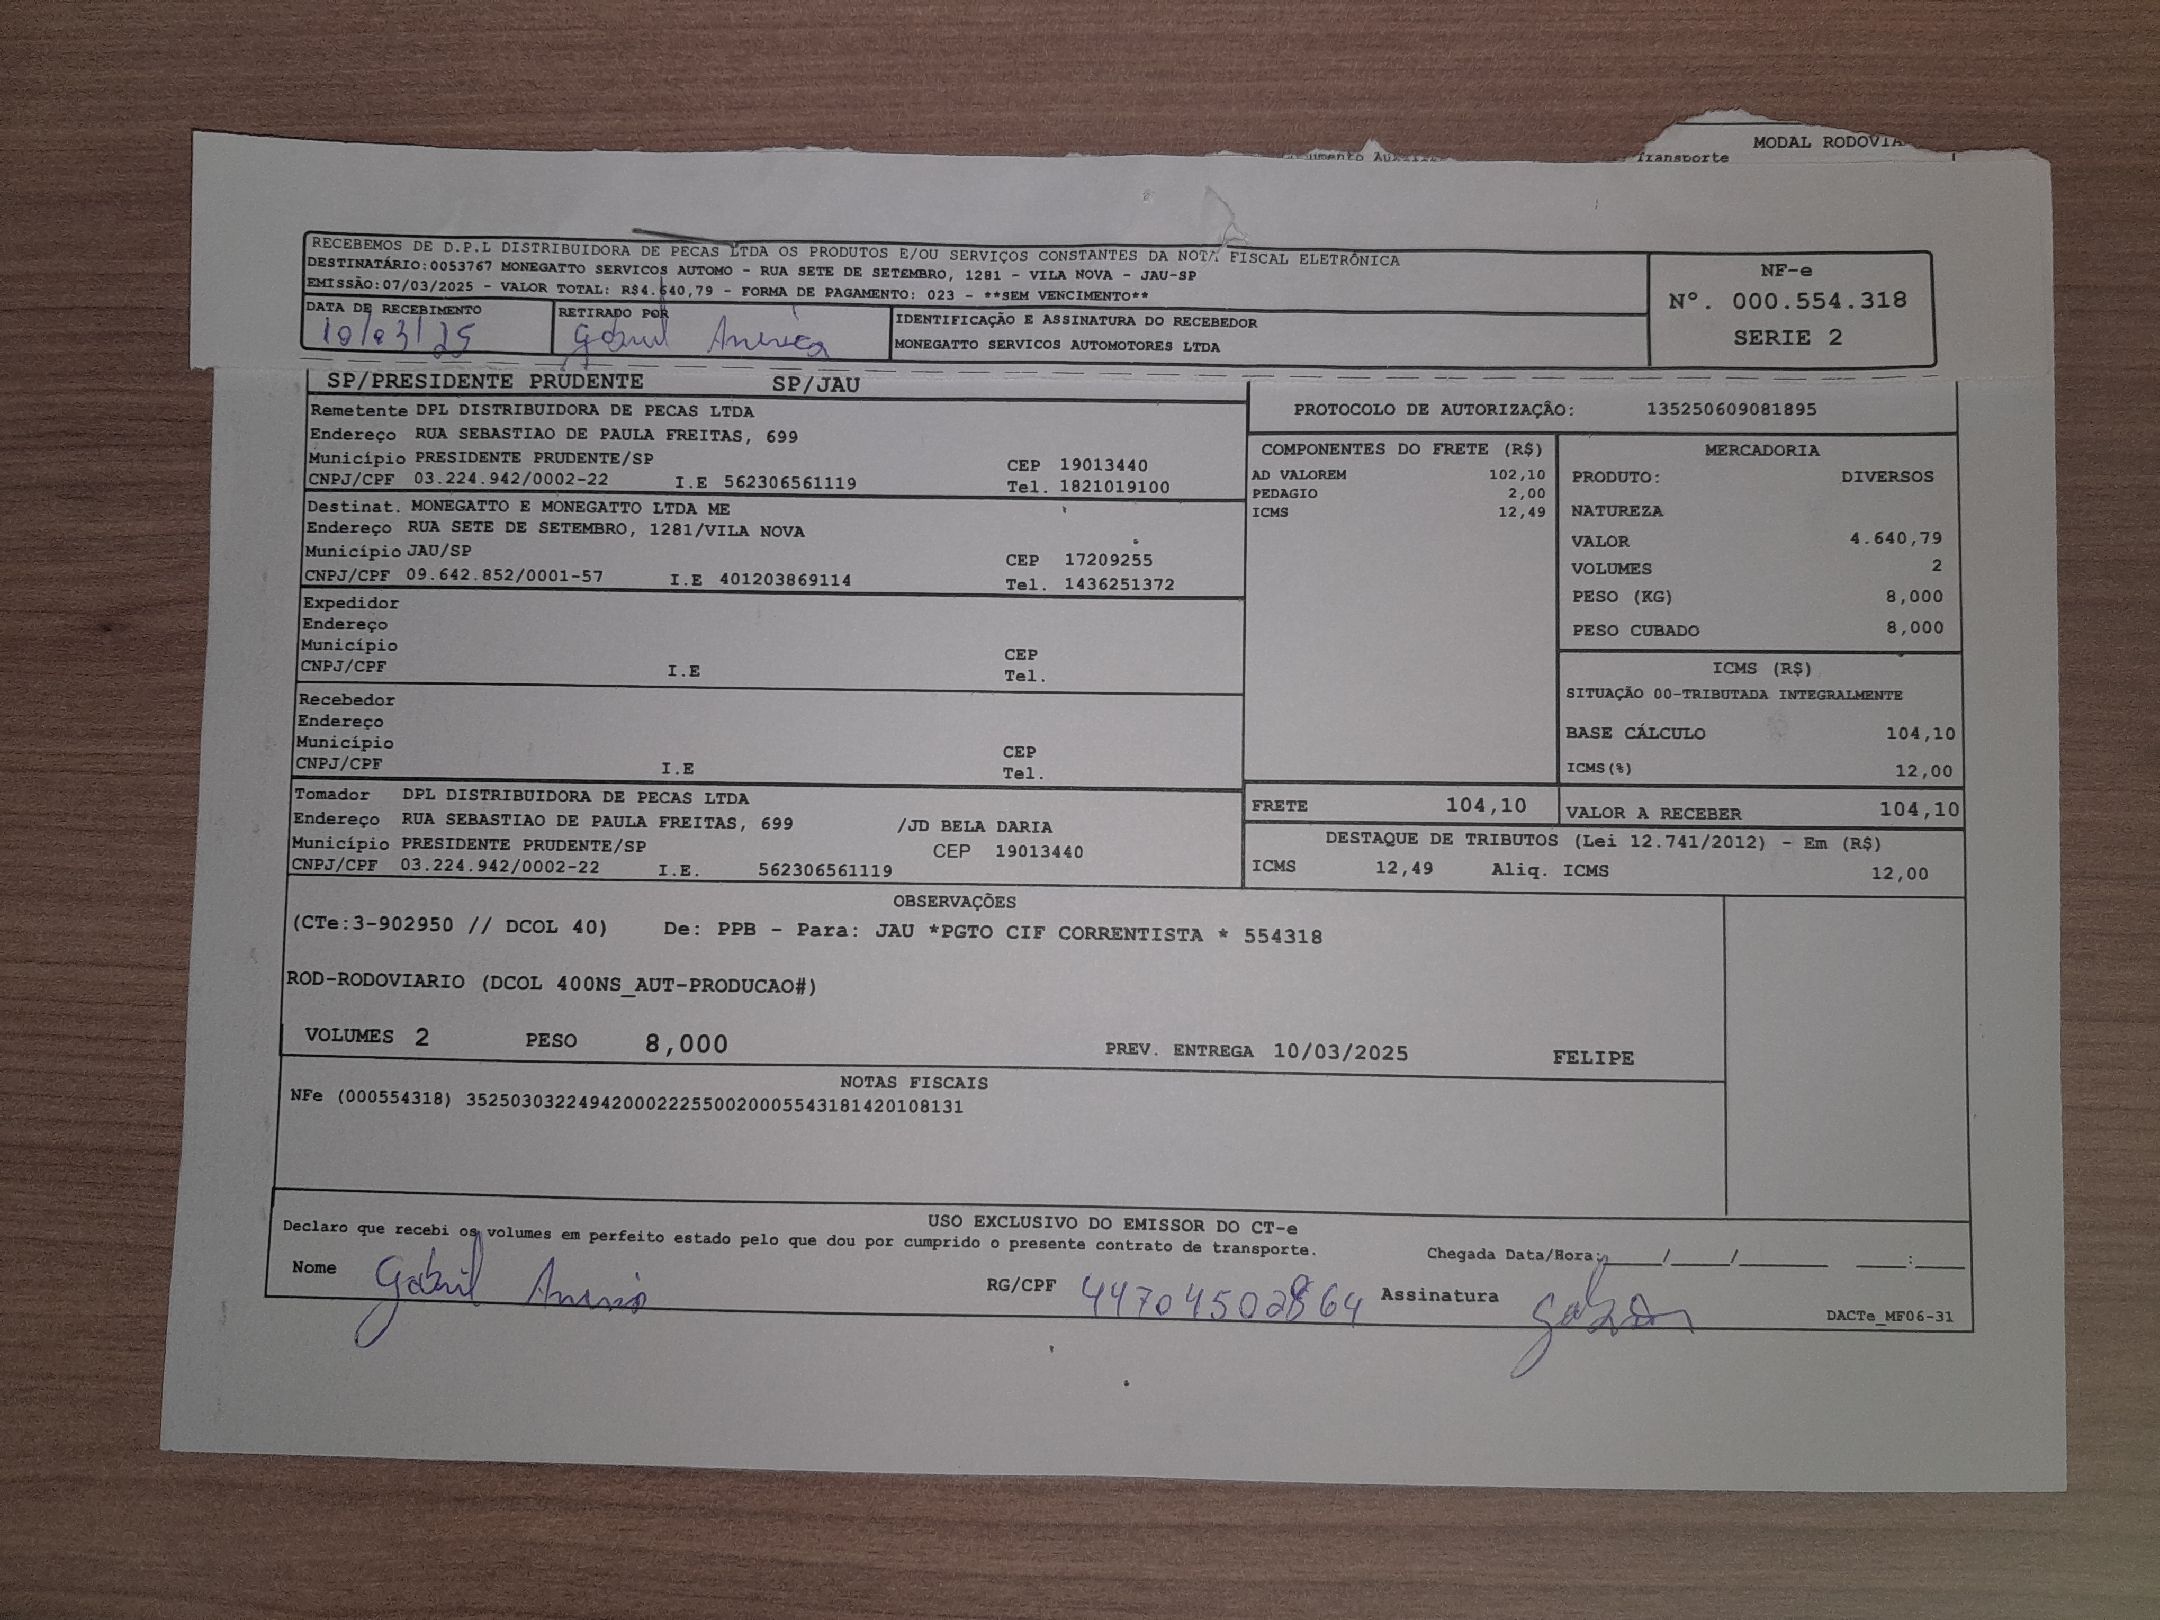 MODAL RODOVIA
Transporte
RECEBEMOS DE D.P.L DISTRIBUIDORA DE PECAS LTDA OS PRODUTOS E/OU SERVIÇOS CONSTANTES DA NOTA FISCAL ELETRÔNICA
DESTINATÁRIO:0053767 MONEGATTO SERVICOS AUTOMO - RUA SETE DE SETEMBRO, 1281 - VILA NOVA - JAU-SP
EMISSÃO:07/03/2025 - VALOR TOTAL: R$4.640,79 - FORMA DE PAGAMENTO: 023 - **SEM VENCIMENTO**
NF-e
Nº. 000.554.318
SERIE 2
DATA DE RECEBIMENTO
10/03/25
RETIRADO POR
IDENTIFICAÇÃO E ASSINATURA DO RECEBEDOR
MONEGATTO SERVICOS AUTOMOTORES LTDA
SP/PRESIDENTE PRUDENTE SP/JAU
Remetente DPL DISTRIBUIDORA DE PECAS LTDA
Endereço RUA SEBASTIAO DE PAULA FREITAS, 699
Município PRESIDENTE PRUDENTE/SP CEP 19013440
CNPJ/CPF 03.224.942/0002-22 I.E 562306561119 Tel. 1821019100
Destinat. MONEGATTO E MONEGATTO LTDA ME
Endereço RUA SETE DE SETEMBRO, 1281/VILA NOVA
Município JAU/SP CEP 17209255
CNPJ/CPF 09.642.852/0001-57 I.E 401203869114 Tel. 1436251372
Expedidor
Endereço
Município CEP
CNPJ/CPF I.E Tel.
Recebedor
Endereço
Município CEP
CNPJ/CPF I.E Tel.
Tomador DPL DISTRIBUIDORA DE PECAS LTDA
Endereço RUA SEBASTIAO DE PAULA FREITAS, 699 /JD BELA DARIA
Município PRESIDENTE PRUDENTE/SP CEP 19013440
CNPJ/CPF 03.224.942/0002-22 I.E. 562306561119
PROTOCOLO DE AUTORIZAÇÃO: 135250609081895
COMPONENTES DO FRETE (R$)
AD VALOREM 102,10
PEDAGIO 2,00
ICMS 12,49
MERCADORIA
PRODUTO: DIVERSOS
NATUREZA
VALOR 4.640,79
VOLUMES 2
PESO (KG) 8,000
PESO CUBADO 8,000
ICMS (R$)
SITUAÇÃO 00-TRIBUTADA INTEGRALMENTE
BASE CÁLCULO 104,10
ICMS(%) 12,00
FRETE 104,10 VALOR A RECEBER 104,10
DESTAQUE DE TRIBUTOS (Lei 12.741/2012) - Em (R$)
ICMS 12,49 Aliq. ICMS 12,00
OBSERVAÇÕES
(CTe:3-902950 // DCOL 40) De: PPB - Para: JAU *PGTO CIF CORRENTISTA * 554318
ROD-RODOVIARIO (DCOL 400NS_AUT-PRODUCAO#)
VOLUMES 2 PESO 8,000 PREV. ENTREGA 10/03/2025 FELIPE
NOTAS FISCAIS
NFe (000554318) 35250303224942000222550020005543181420108131
USO EXCLUSIVO DO EMISSOR DO CT-e
Declaro que recebi os volumes em perfeito estado pelo que dou por cumprido o presente contrato de transporte.
Chegada Data/Hora:____/____/______ ____:____
Nome
RG/CPF
Assinatura
DACTe_MF06-31